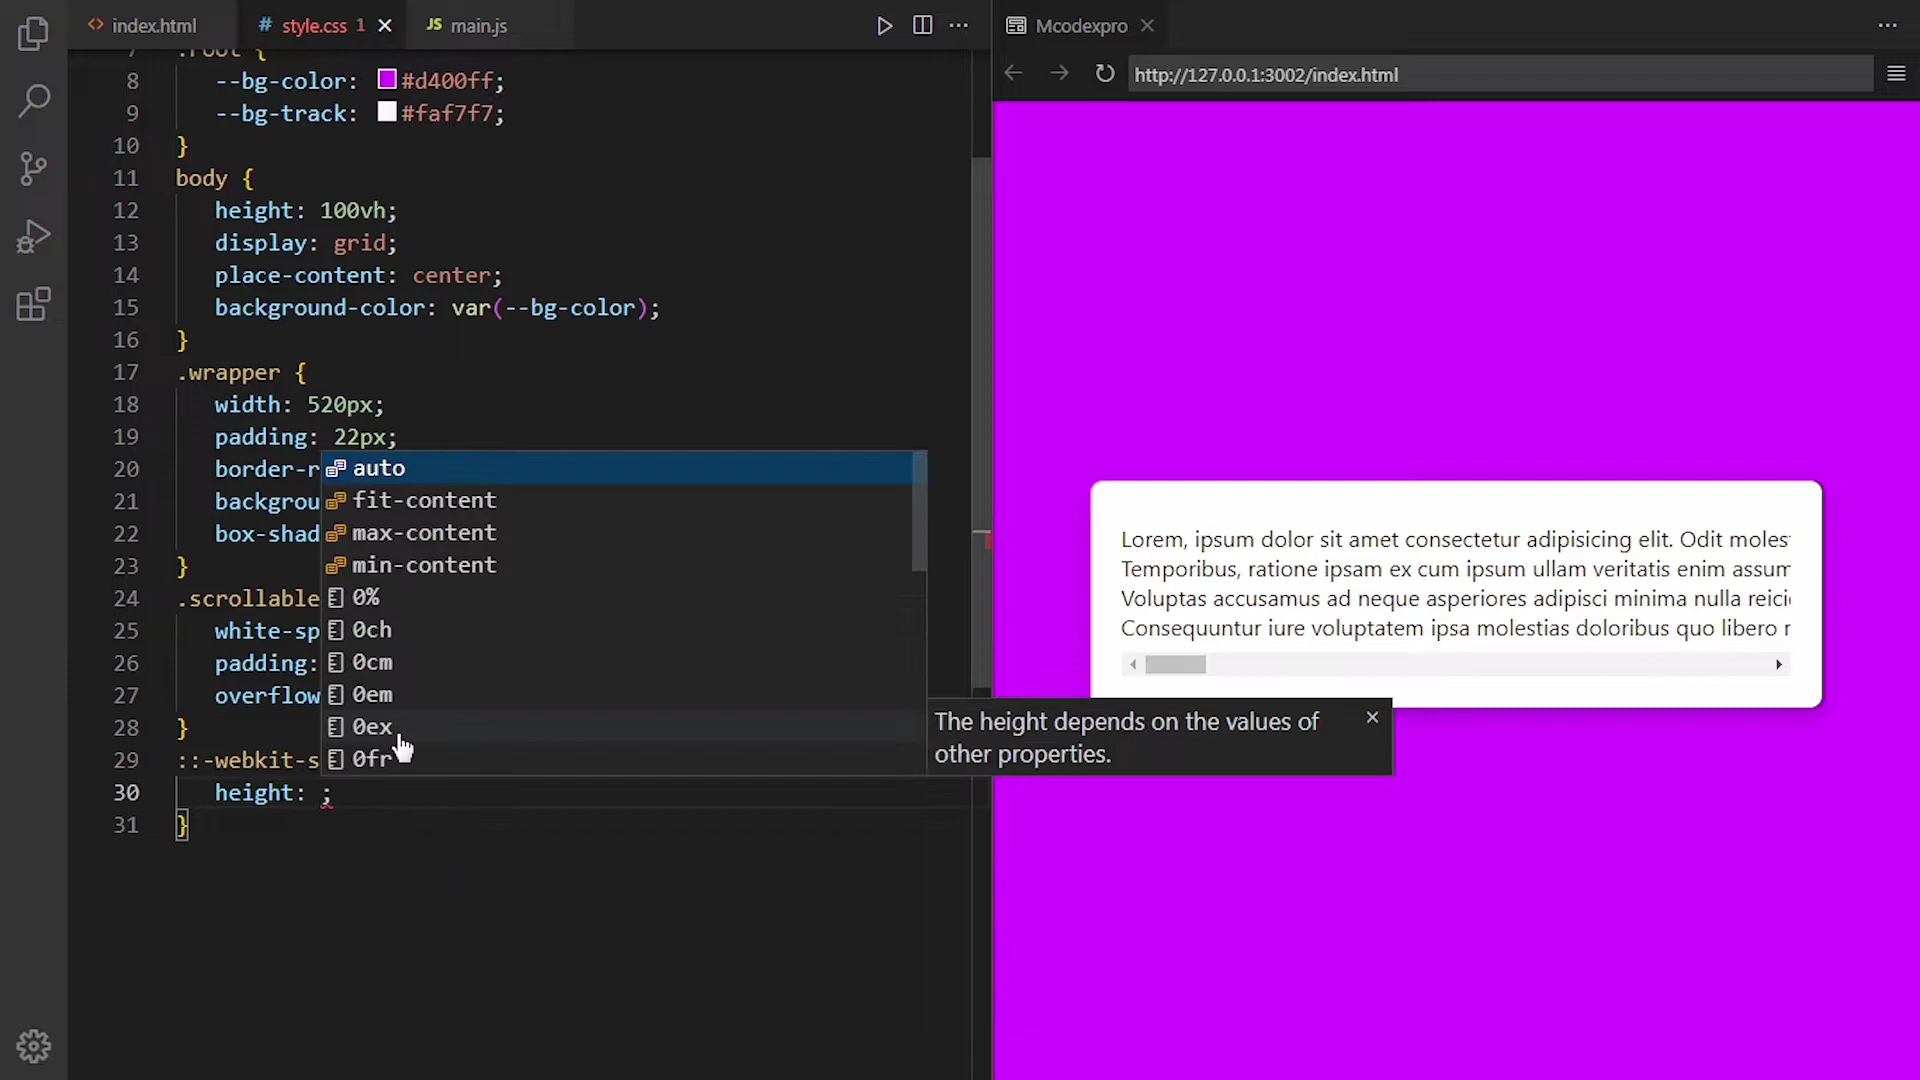 index.html
style.css 1
JS main.js
Mcodexpro
http://127.0.0.1:3002/index.html
7 :root {
8 --bg-color: #d400ff;
9 --bg-track: #faf7f7;
10 }
11 body {
12 height: 100vh;
13 display: grid;
14 place-content: center;
15 background-color: var(--bg-color);
16 }
17 .wrapper {
18 width: 520px;
19 padding: 22px;
20 border-r
21 backgrou
22 box-shad
23 }
24 .scrollable
25 white-sp
26 padding:
27 overflow
28 }
29 ::-webkit-s
30 height: ;
31 }
auto
fit-content
max-content
min-content
0%
0ch
0cm
0em
0ex
0fr
The height depends on the values of
other properties.
Lorem, ipsum dolor sit amet consectetur adipisicing elit. Odit moles
Temporibus, ratione ipsam ex cum ipsum ullam veritatis enim assum
Voluptas accusamus ad neque asperiores adipisci minima nulla reici
Consequuntur iure voluptatem ipsa molestias doloribus quo libero